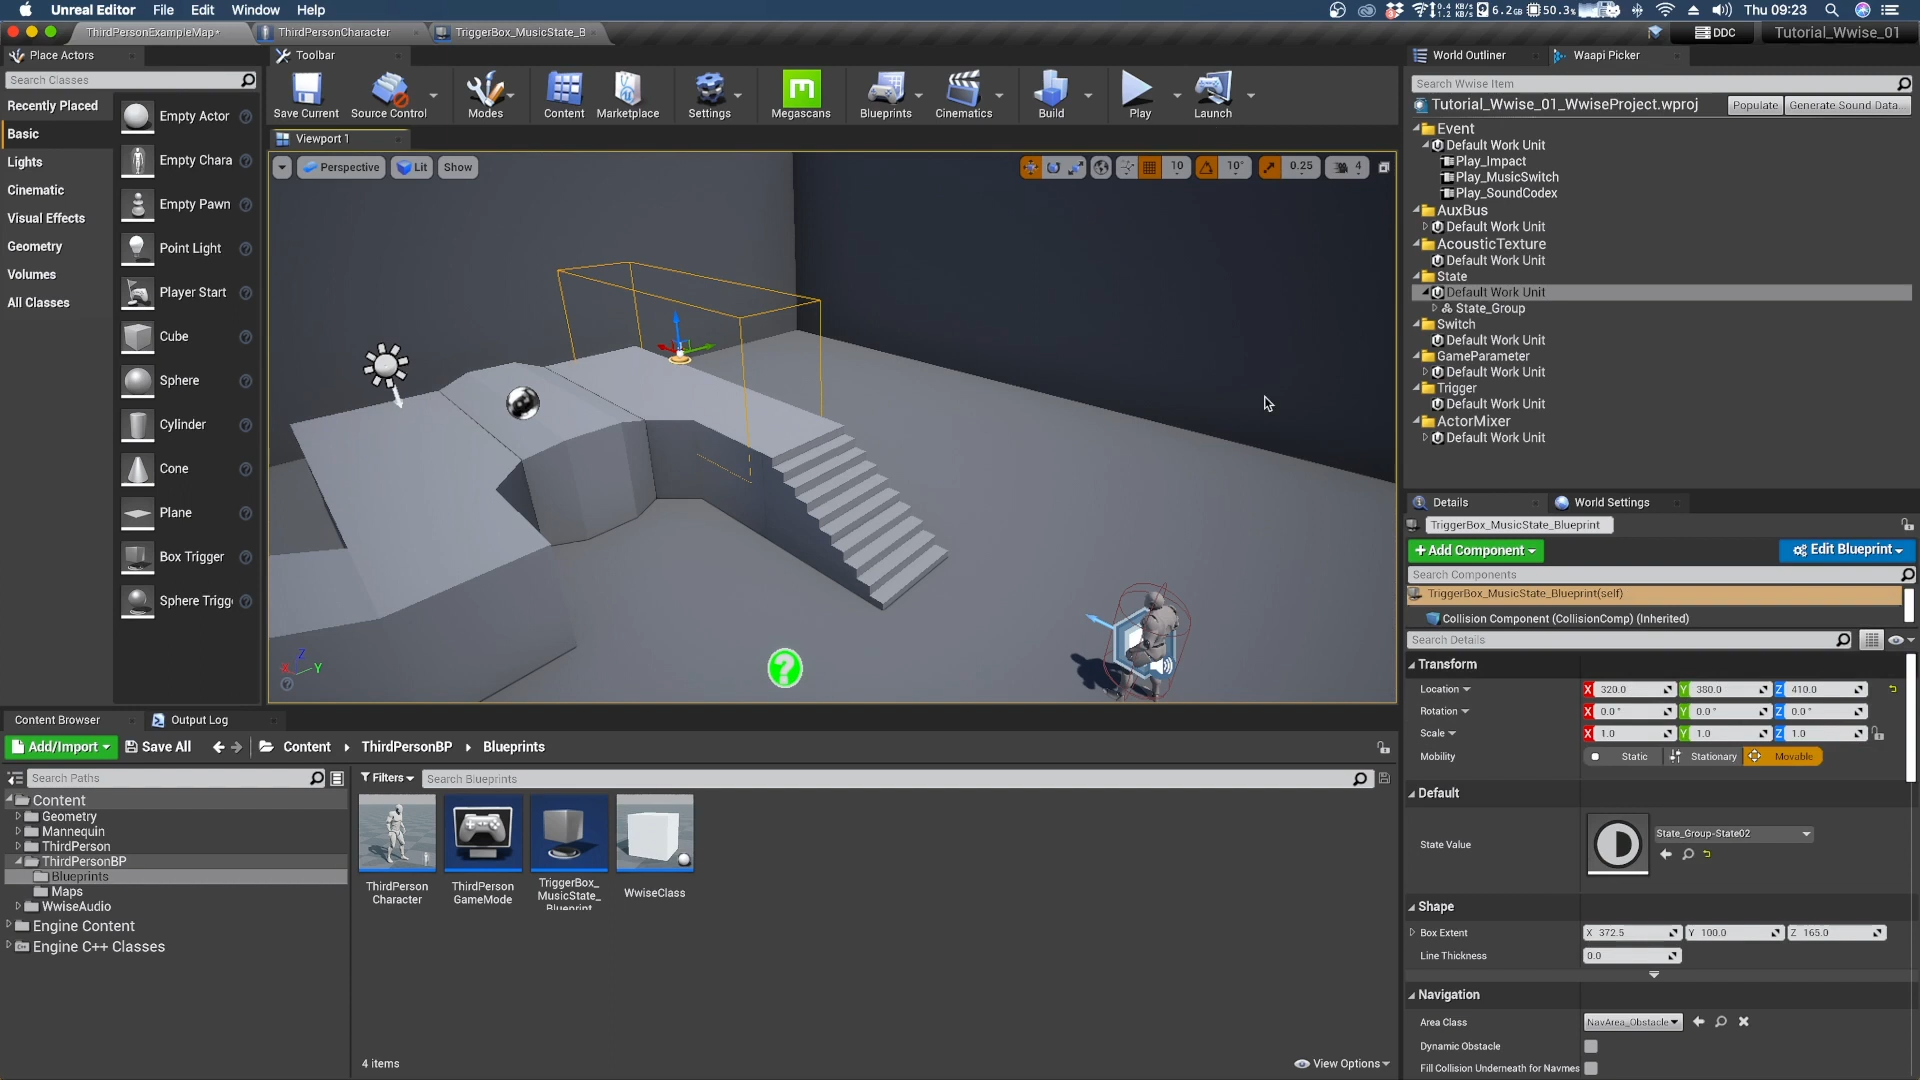 Unreal Editor File Edit Window Help
0.4 KB/s 1.2 KB/s 6.2GB 50.3% Thu 09:23
ThirdPersonExampleMap* ThirdPersonCharacter TriggerBox_MusicState_B DDC Tutorial_Wwise_01
Place Actors
Search Classes
Recently Placed
Basic
Lights
Cinematic
Visual Effects
Geometry
Volumes
All Classes
Empty Actor
Empty Chara
Empty Pawn
Point Light
Player Start
Cube
Sphere
Cylinder
Cone
Plane
Box Trigger
Sphere Trigg
Toolbar
Save Current Source Control Modes Content Marketplace Settings Megascans Blueprints Cinematics Build Play Launch
Viewport 1
Perspective Lit Show 10 10° 0.25 4
X Y Z
?
World Outliner Waapi Picker
Search Wwise Item
Tutorial_Wwise_01_WwiseProject.wproj Populate Generate Sound Data...
Event
Default Work Unit
Play_Impact
Play_MusicSwitch
Play_SoundCodex
AuxBus
Default Work Unit
AcousticTexture
Default Work Unit
State
Default Work Unit
State_Group
Switch
Default Work Unit
GameParameter
Default Work Unit
Trigger
Default Work Unit
ActorMixer
Default Work Unit
Details World Settings
TriggerBox_MusicState_Blueprint
+Add Component Edit Blueprint
Search Components
TriggerBox_MusicState_Blueprint(self)
Collision Component (CollisionComp) (Inherited)
Search Details
Transform
Location X 320.0 Y 380.0 Z 410.0
Rotation X 0.0 ° Y 0.0 ° Z 0.0 °
Scale X 1.0 Y 1.0 Z 1.0
Mobility Static Stationary Movable
Default
State Value State_Group-State02
Shape
Box Extent X 372.5 Y 100.0 Z 165.0
Line Thickness 0.0
Navigation
Area Class NavArea_Obstacle
Dynamic Obstacle
Fill Collision Underneath for Navmes
Content Browser Output Log
Add/Import Save All Content ThirdPersonBP Blueprints
Search Paths Filters Search Blueprints
Content
Geometry
Mannequin
ThirdPerson
ThirdPersonBP
Blueprints
Maps
WwiseAudio
Engine Content
Engine C++ Classes
ThirdPerson
Character
ThirdPerson
GameMode
TriggerBox_
MusicState_
Blueprint
WwiseClass
4 items View Options